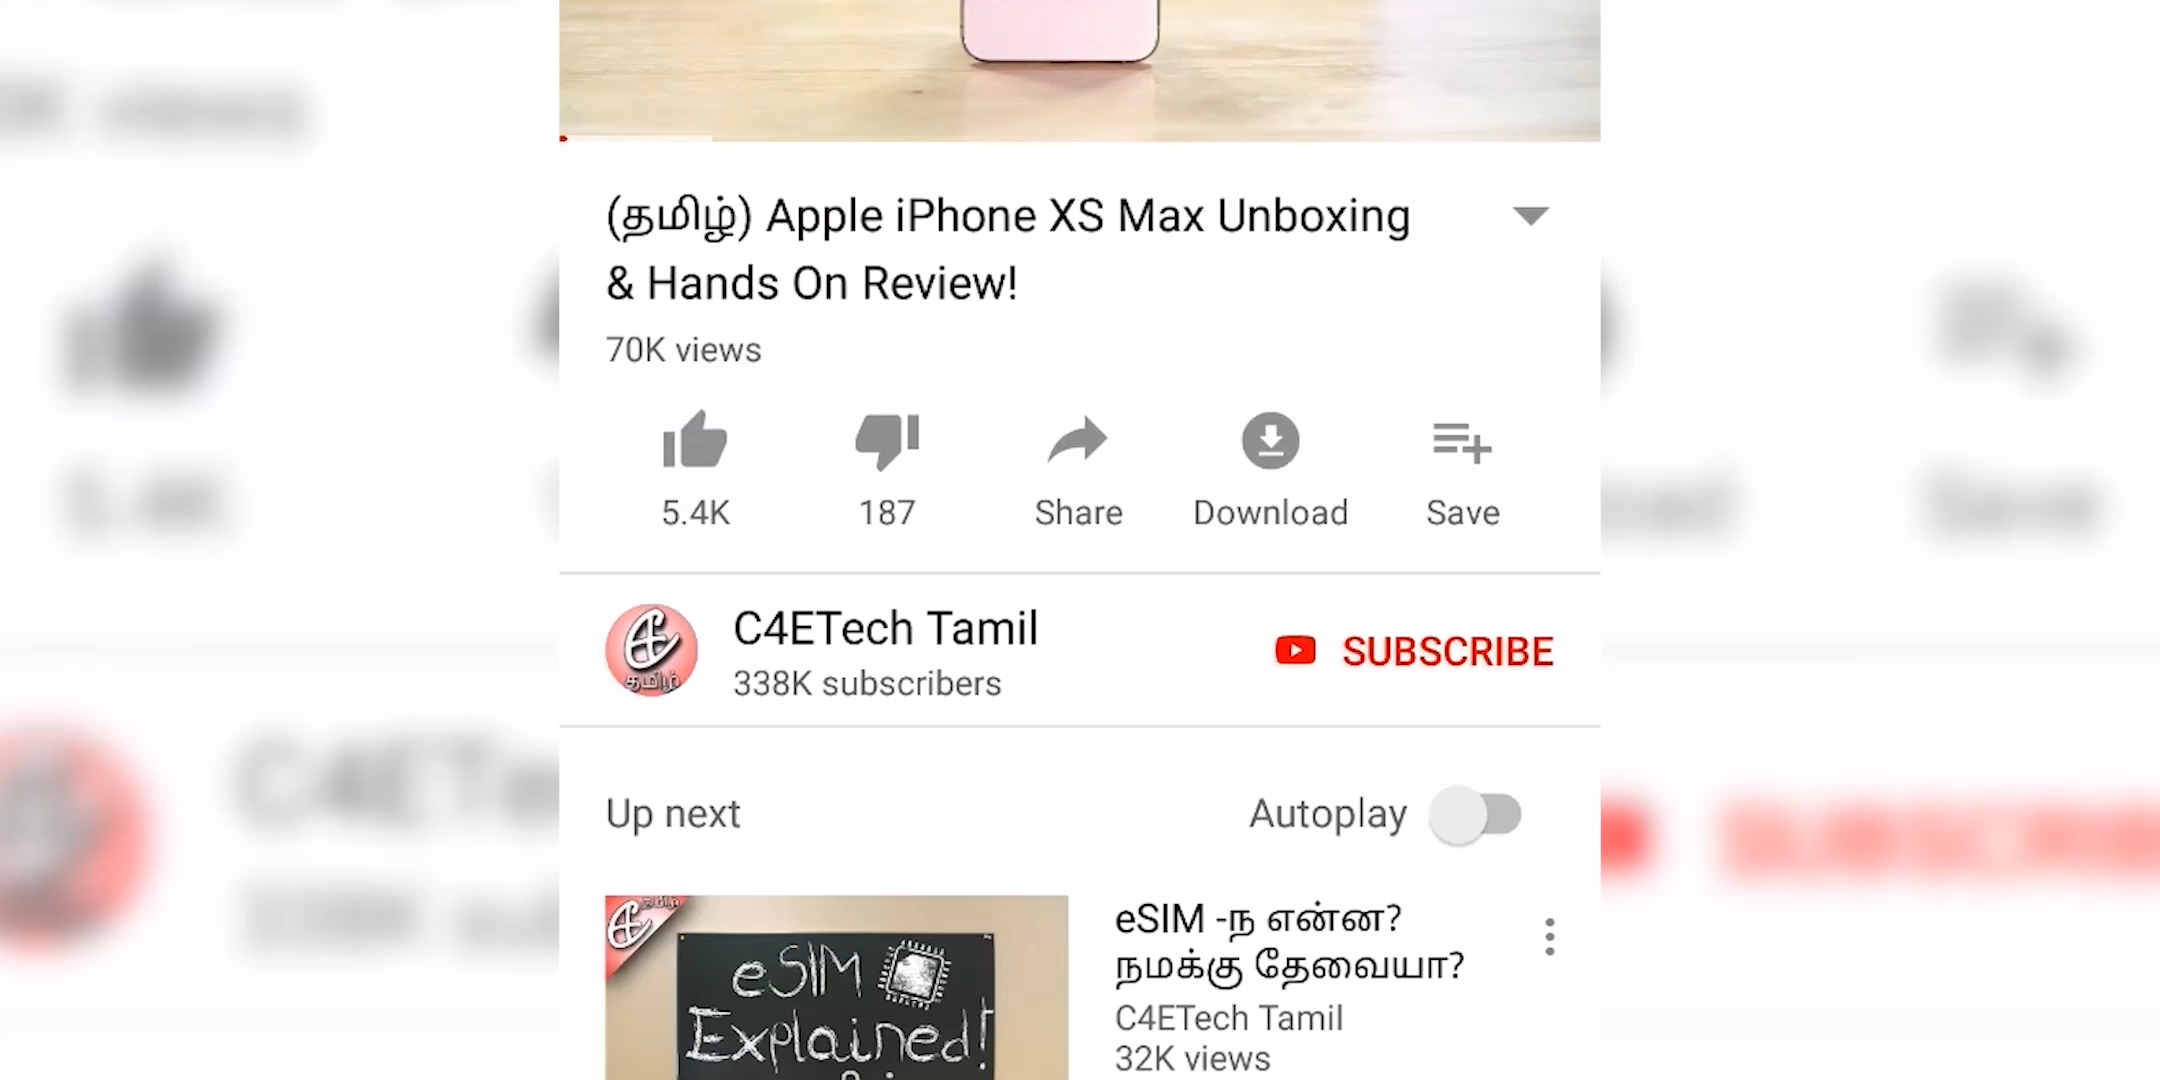 (தமிழ்) Apple iPhone XS Max Unboxing
& Hands On Review!
70K views
5.4K
187
Share
Download
Save
C4ETech Tamil
338K subscribers
SUBSCRIBE
தமிழ்
Up next
Autoplay
eSIM
Explained!
eSIM -ந என்ன?
நமக்கு தேவையா?
C4ETech Tamil
32K views